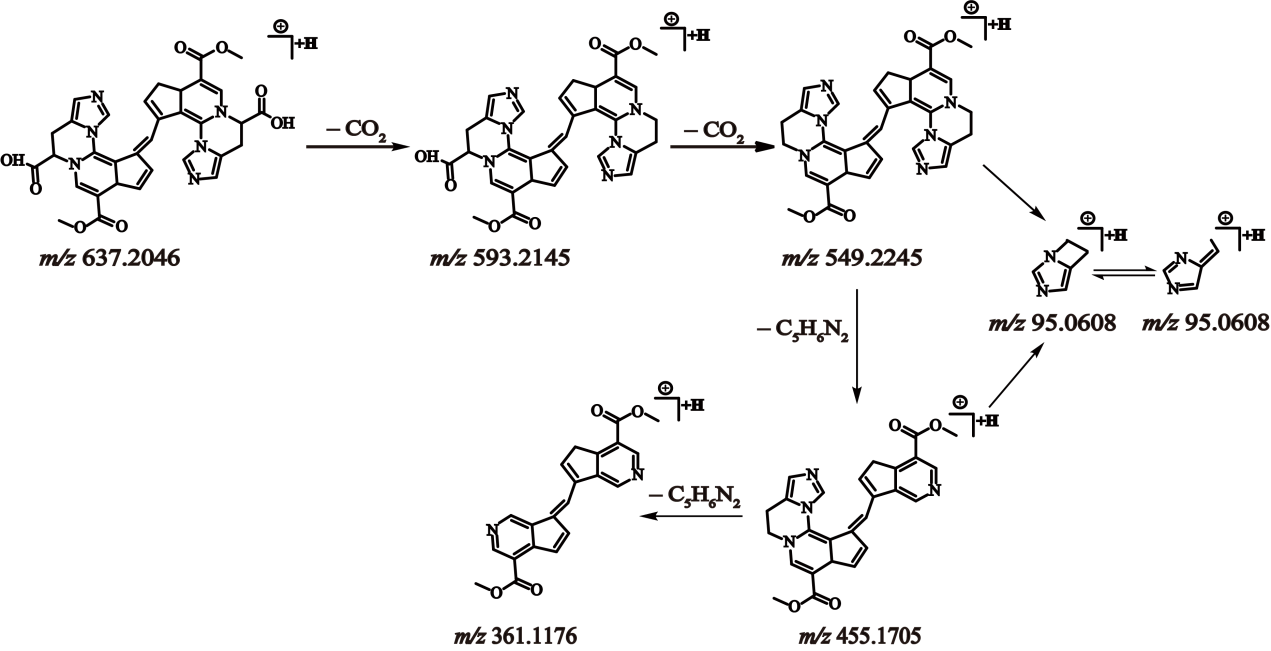 O
O
+H
N
N
N
O
OH
N
N
N
OH
O
O
O
m/z 637.2046
– CO2
O
O
+H
N
N
N
N
N
N
OH
O
O
O
m/z 593.2145
– CO2
O
O
+H
N
N
N
N
N
N
O
O
m/z 549.2245
+H
N
N
m/z 95.0608
+H
N
N
m/z 95.0608
– C5H6N2
O
O
+H
N
N
N
N
O
O
m/z 455.1705
– C5H6N2
O
O
+H
N
N
O
O
m/z 361.1176